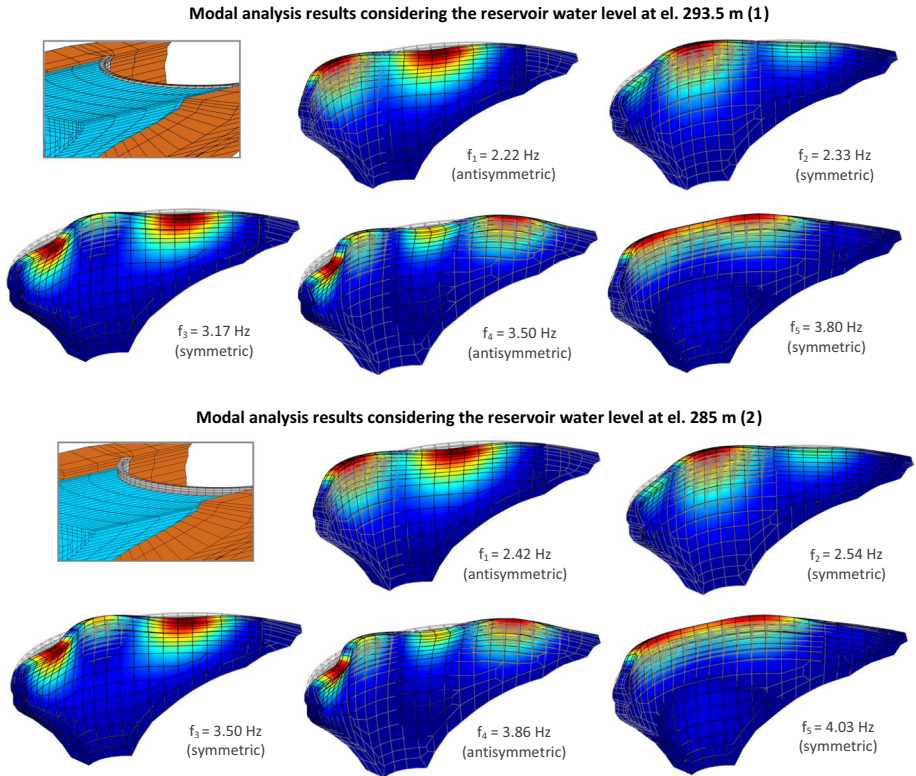 Modal analysis results considering the reservoir water level at el. 293.5 m (1)
f₁ = 2.22 Hz
(antisymmetric)
f₂ = 2.33 Hz
(symmetric)
f₃ = 3.17 Hz
(symmetric)
f₄ = 3.50 Hz
(antisymmetric)
f₅ = 3.80 Hz
(symmetric)
Modal analysis results considering the reservoir water level at el. 285 m (2)
f₁ = 2.42 Hz
(antisymmetric)
f₂ = 2.54 Hz
(symmetric)
f₃ = 3.50 Hz
(symmetric)
f₄ = 3.86 Hz
(antisymmetric)
f₅ = 4.03 Hz
(symmetric)